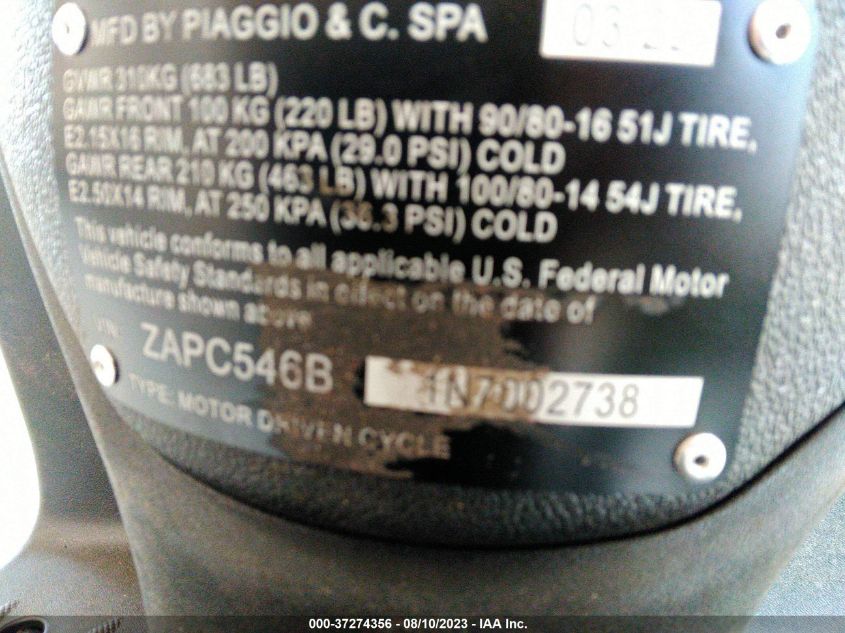 MFD BY PIAGGIO & C. SPA
GVWR 310KG (683 LB)
GAWR FRONT 100 KG (220 LB) WITH 90/80-16 51J TIRE,
E2.15X16 RIM, AT 200 KPA (29.0 PSI) COLD
GAWR REAR 210 KG (463 LB) WITH 100/80-14 54J TIRE,
E2.50X14 RIM, AT 250 KPA (36.3 PSI) COLD
This vehicle conforms to all applicable U.S. Federal Motor
Vehicle Safety Standards in effect on the date of
manufacture shown above
ZAPC546B N7002738
TYPE: MOTOR DRIVEN CYCLE
000-37274356 - 08/10/2023 - IAA Inc.